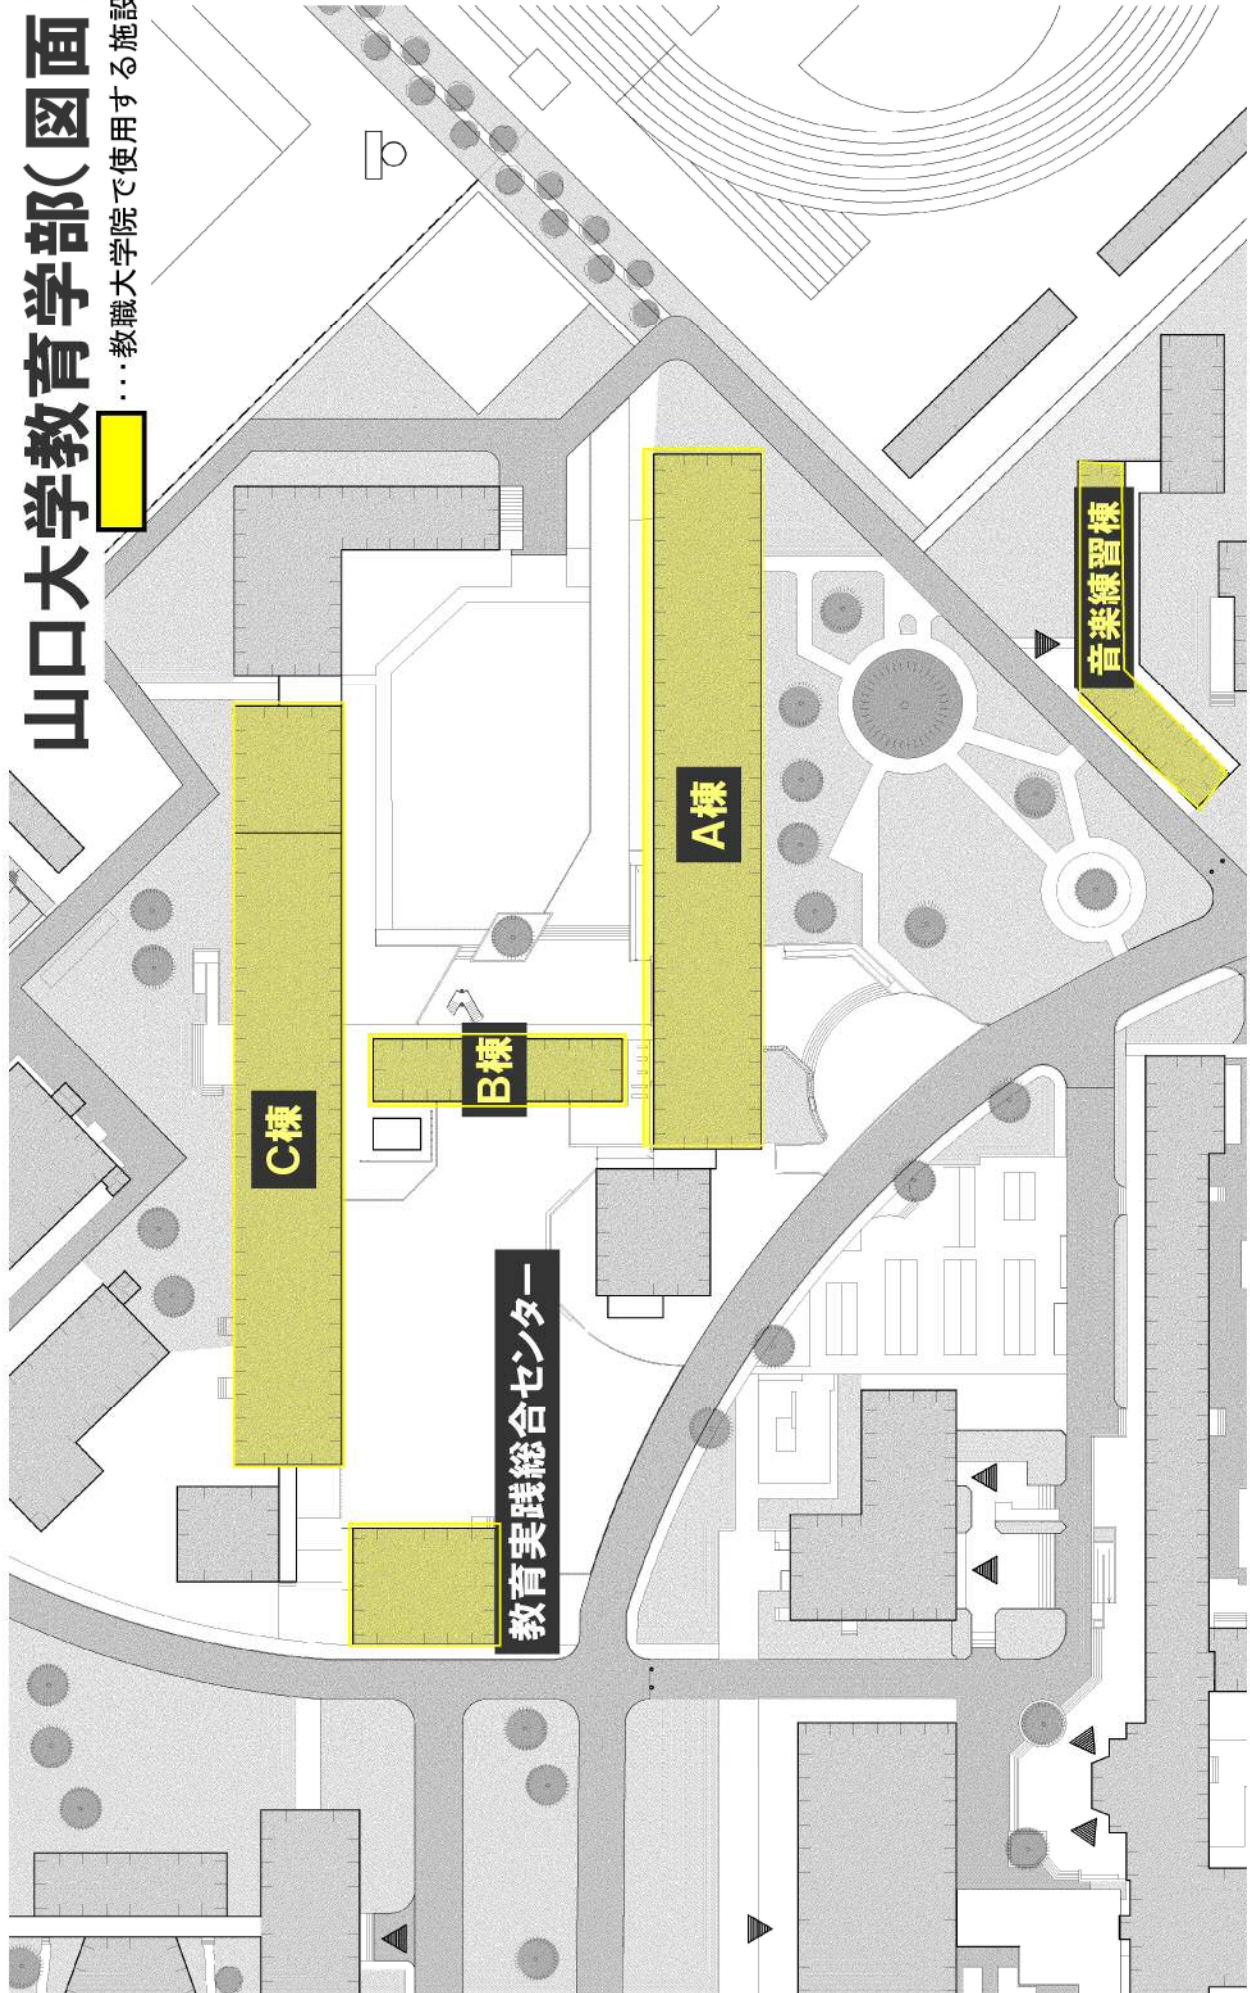 山口大学教育学部(図面
…教職大学院で使用する施設
C棟
B棟
A棟
教育実践総合センター
音楽練習棟